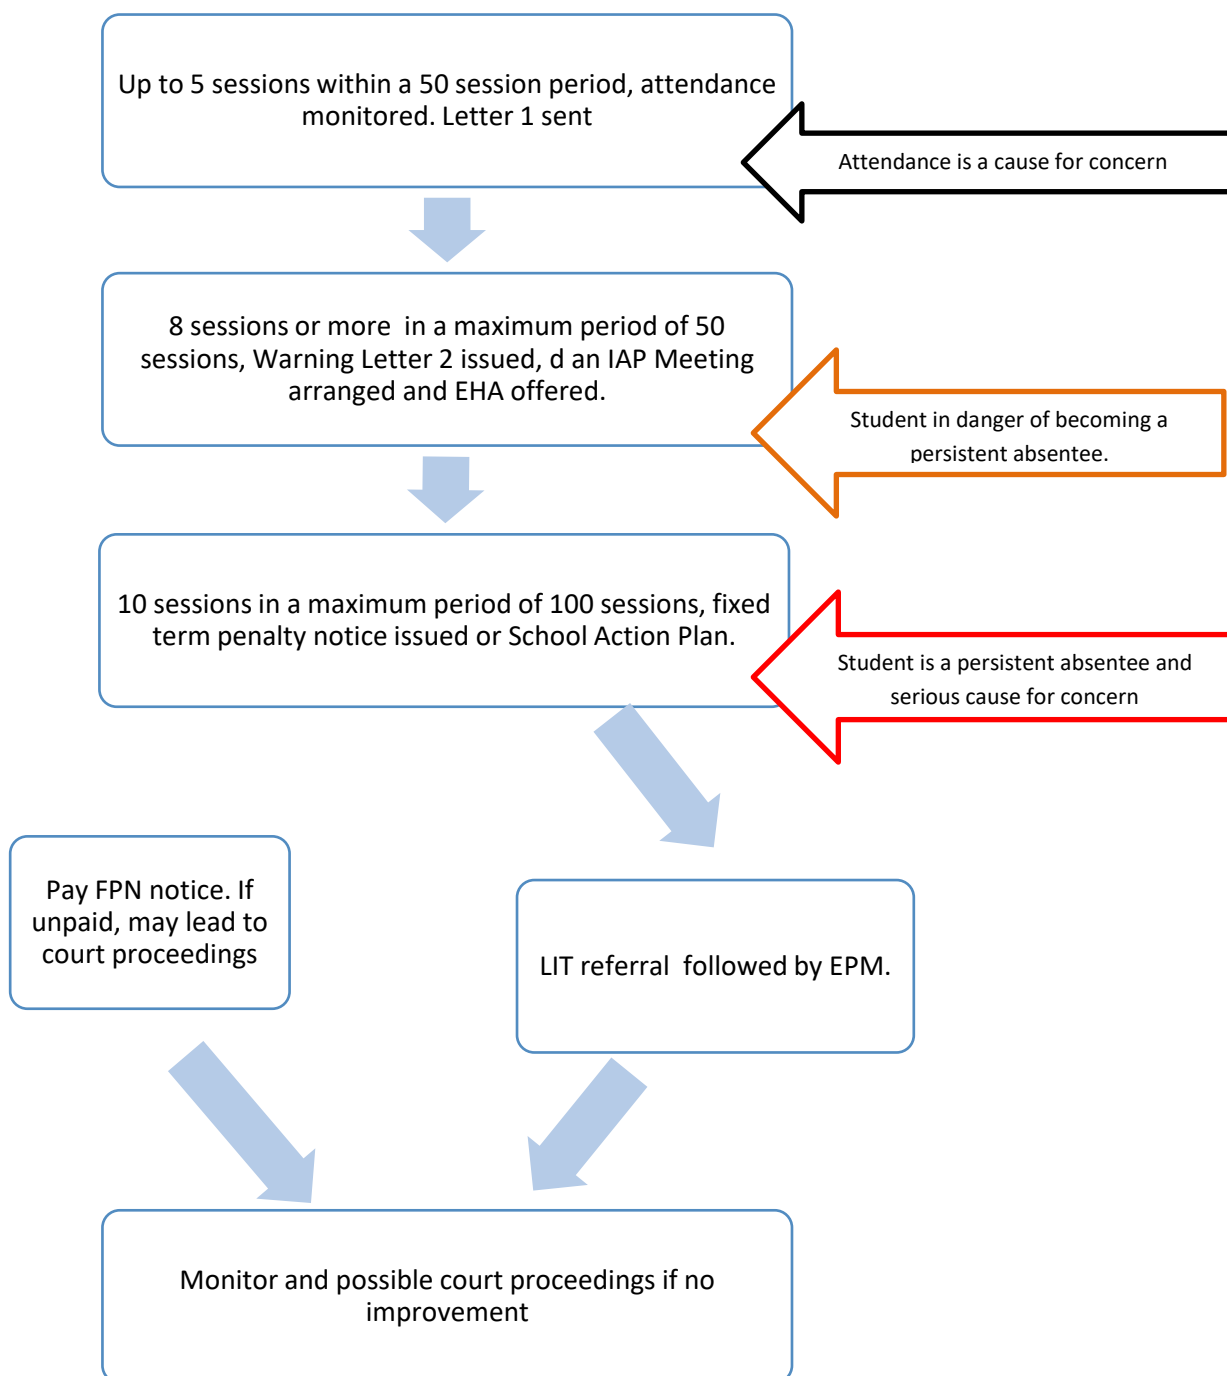 Up to 5 sessions within a 50 session period, attendance
monitored. Letter 1 sent
Attendance is a cause for concern
8 sessions or more  in a maximum period of 50
sessions, Warning Letter 2 issued, d an IAP Meeting
arranged and EHA offered.
Student in danger of becoming a
persistent absentee.
10 sessions in a maximum period of 100 sessions, fixed
term penalty notice issued or School Action Plan.
Student is a persistent absentee and
serious cause for concern
Pay FPN notice. If
unpaid, may lead to
court proceedings
LIT referral  followed by EPM.
Monitor and possible court proceedings if no
improvement